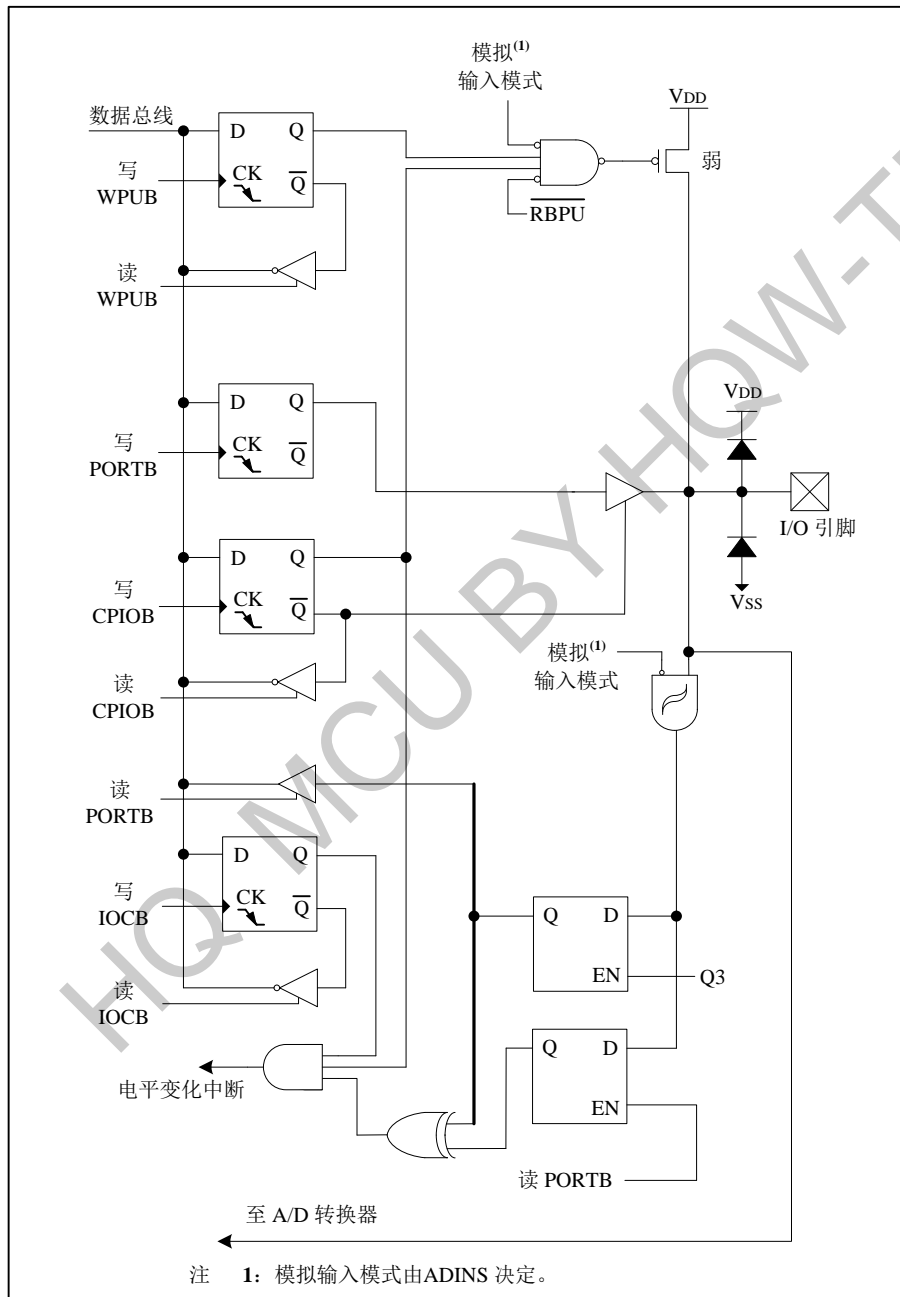 模拟(1)
输入模式
VDD
数据总线
D Q
弱
写
WPUB
CK
Q
RBPU
读
WPUB
D Q
VDD
写
PORTB
CK
Q
I/O 引脚
D Q
写
CPIOB
CK
Q
VSS
模拟(1)
输入模式
读
CPIOB
读
PORTB
D Q
写
IOCB
CK
Q
Q D
EN
Q3
读
IOCB
Q D
EN
电平变化中断
读 PORTB
至 A/D 转换器
注 1：模拟输入模式由ADINS 决定。
HQ MCU BY HQW-T